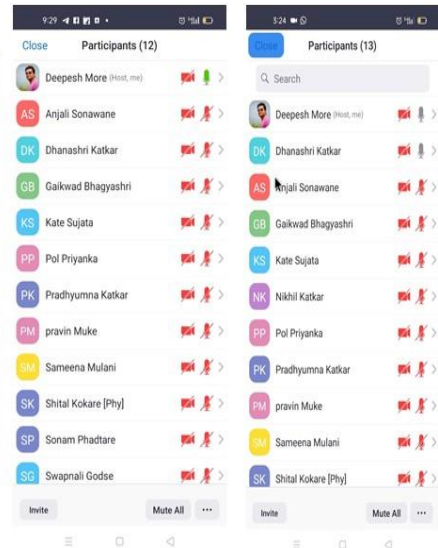 9:29
Close Participants (12)
Deepesh More (Host, me)
AS Anjali Sonawane
DK Dhanashri Katkar
GB Gaikwad Bhagyashri
KS Kate Sujata
PP Pol Priyanka
PK Pradhyumna Katkar
PM pravin Muke
SM Sameena Mulani
SK Shital Kokare [Phy]
SP Sonam Phadtare
SG Swapnali Godse
Invite Mute All ...
5:24
Close Participants (13)
Search
Deepesh More (Host, me)
DK Dhanashri Katkar
AS Anjali Sonawane
GB Gaikwad Bhagyashri
KS Kate Sujata
NK Nikhil Katkar
PP Pol Priyanka
PK Pradhyumna Katkar
PM pravin Muke
SM Sameena Mulani
SK Shital Kokare [Phy]
Invite Mute All ...